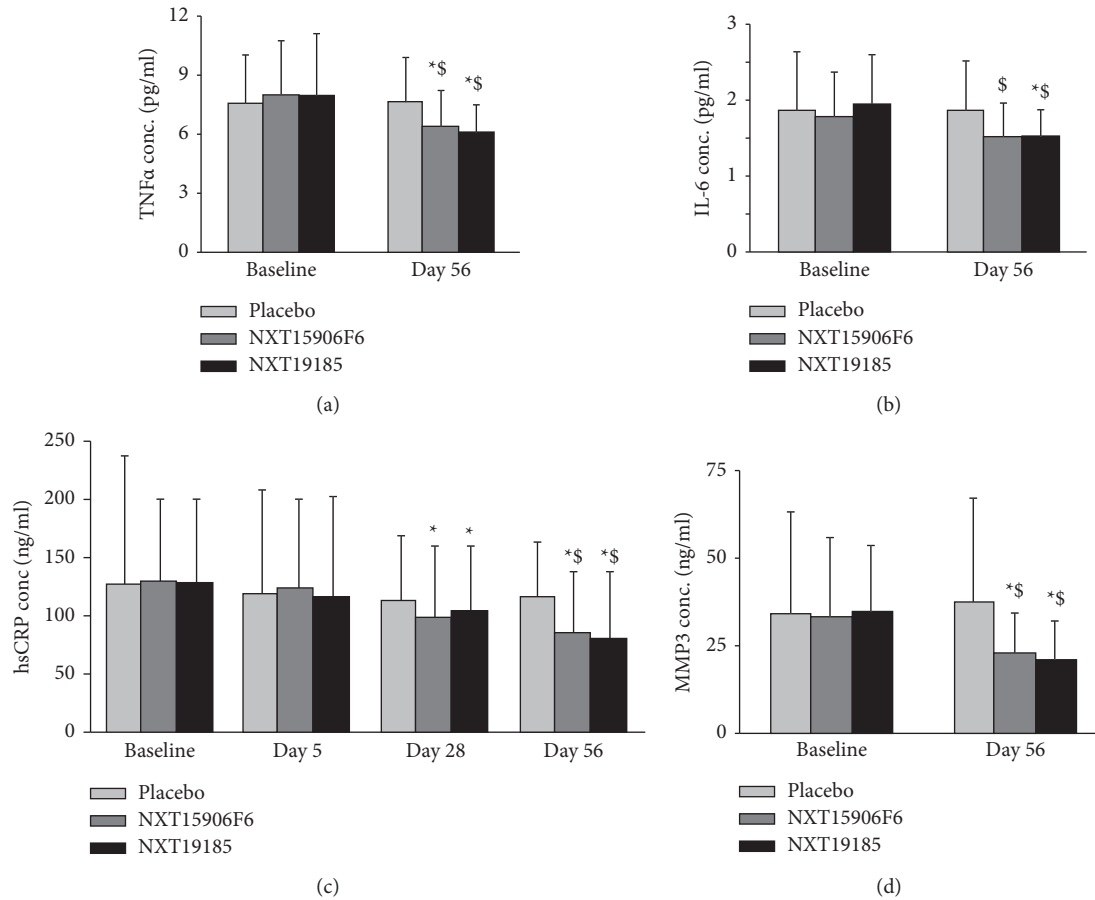 TNFα conc. (pg/ml)
12
9
6
3
0
*$
*$
Baseline
Day 56
Placebo
NXT15906F6
NXT19185
(a)
IL-6 conc. (pg/ml)
3
2
1
0
$
*$
Baseline
Day 56
Placebo
NXT15906F6
NXT19185
(b)
hsCRP conc (ng/ml)
250
200
150
100
50
0
*
*
*$
*$
Baseline
Day 5
Day 28
Day 56
Placebo
NXT15906F6
NXT19185
(c)
MMP3 conc. (ng/ml)
75
50
25
0
*$
*$
Baseline
Day 56
Placebo
NXT15906F6
NXT19185
(d)